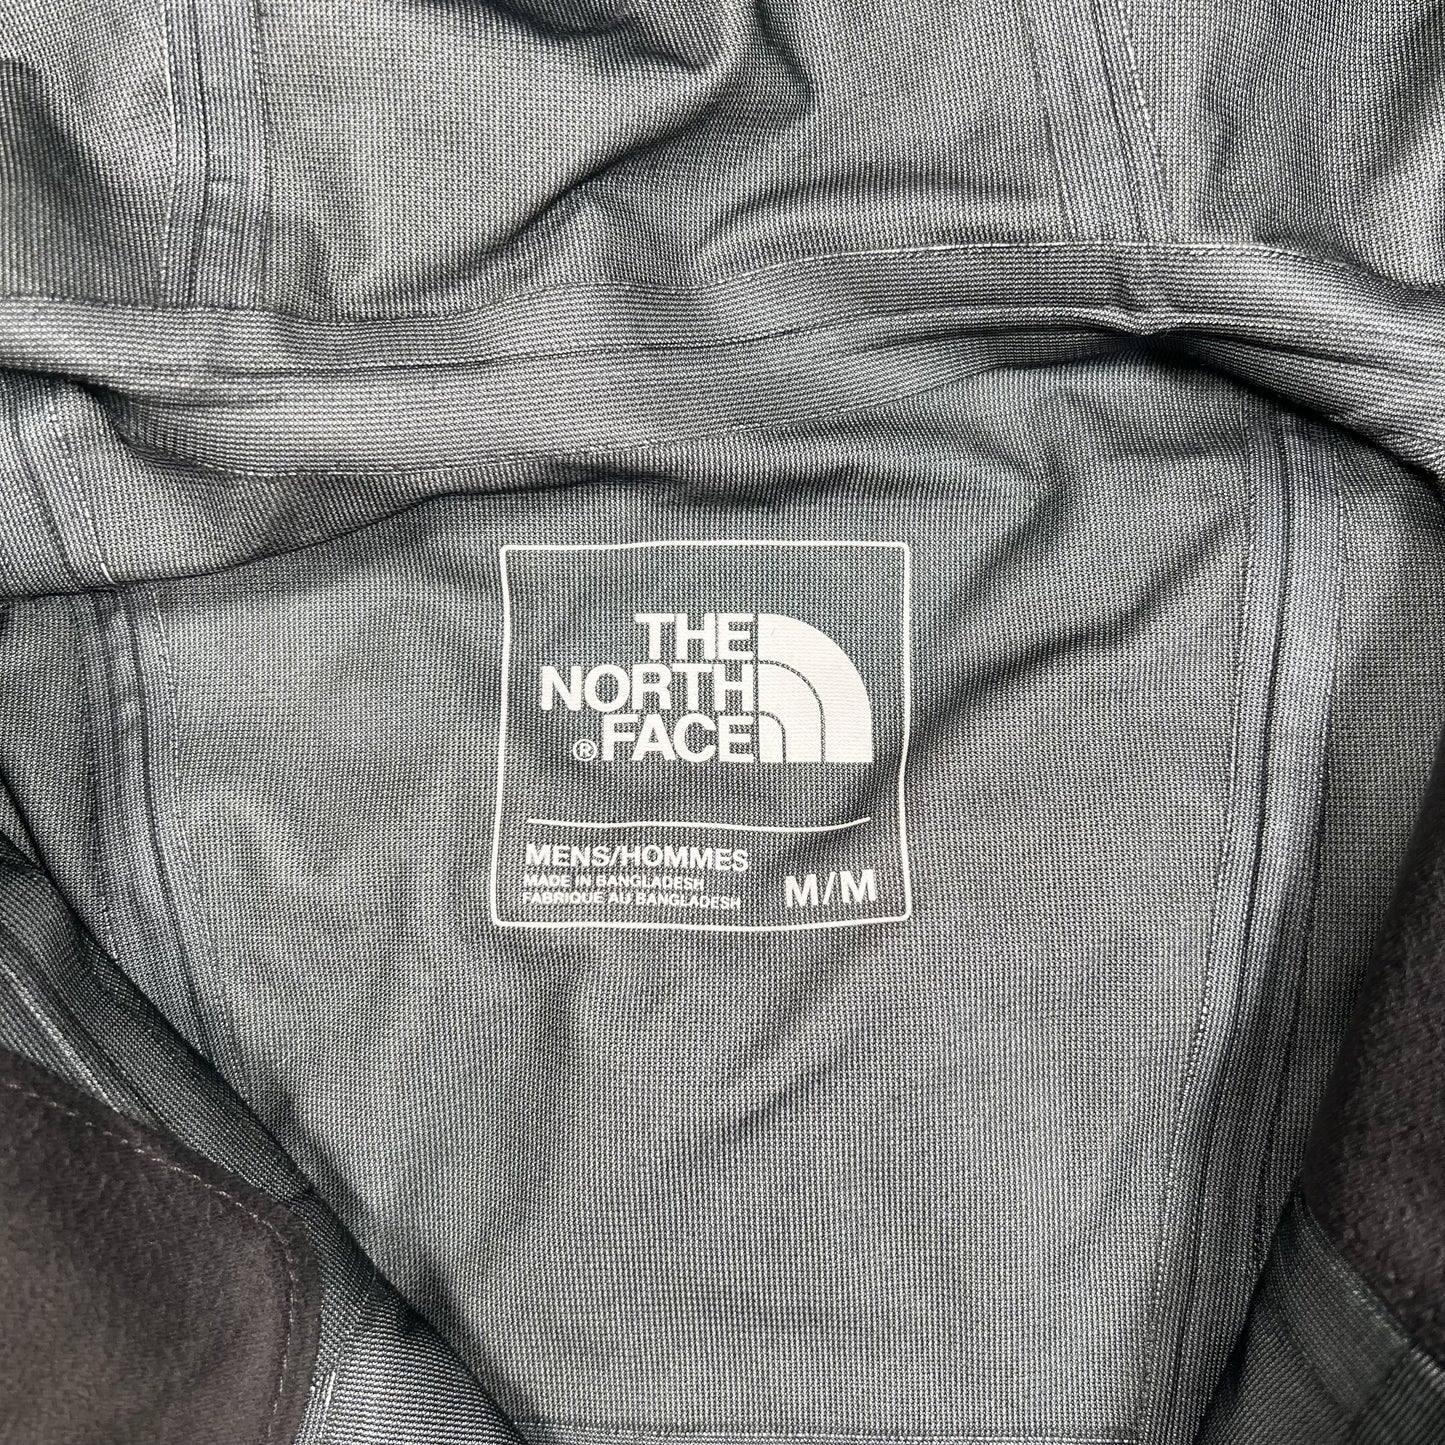 THE
NORTH
® FACE
MENS/HOMMES
MADE IN BANGLADESH
FABRIQUE AU BANGLADESH
M/M